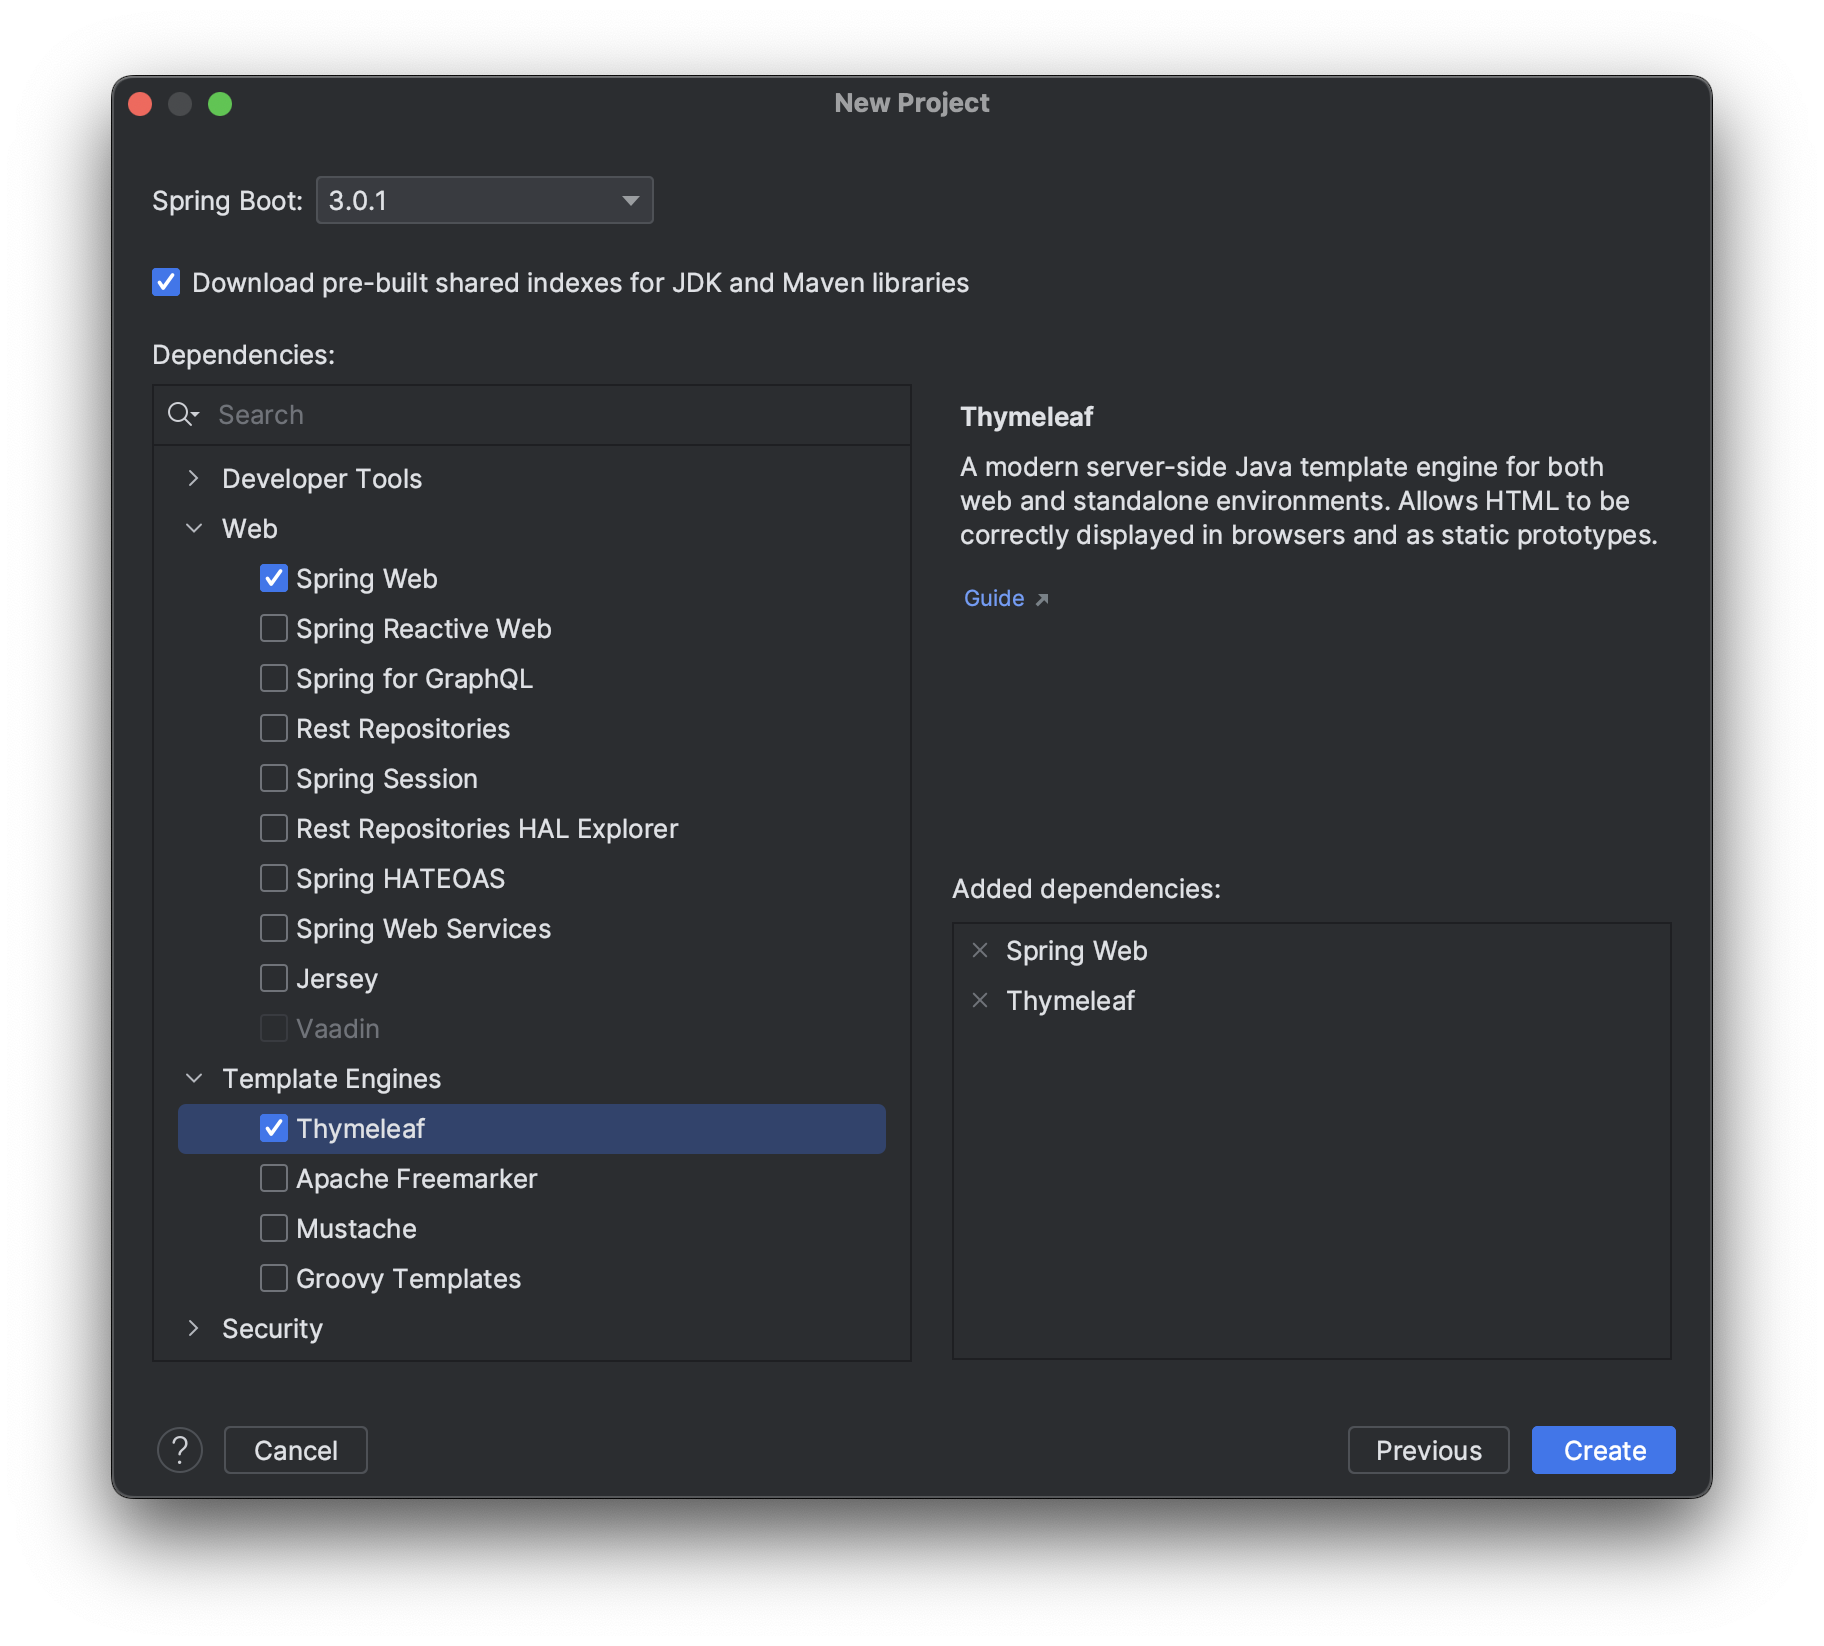 New Project
Spring Boot: 3.0.1
Download pre-built shared indexes for JDK and Maven libraries
Dependencies:
Search
Developer Tools
Web
Spring Web
Spring Reactive Web
Spring for GraphQL
Rest Repositories
Spring Session
Rest Repositories HAL Explorer
Spring HATEOAS
Spring Web Services
Jersey
Vaadin
Template Engines
Thymeleaf
Apache Freemarker
Mustache
Groovy Templates
Security
Thymeleaf
A modern server-side Java template engine for both
web and standalone environments. Allows HTML to be
correctly displayed in browsers and as static prototypes.
Guide
Added dependencies:
Spring Web
Thymeleaf
? Cancel Previous Create